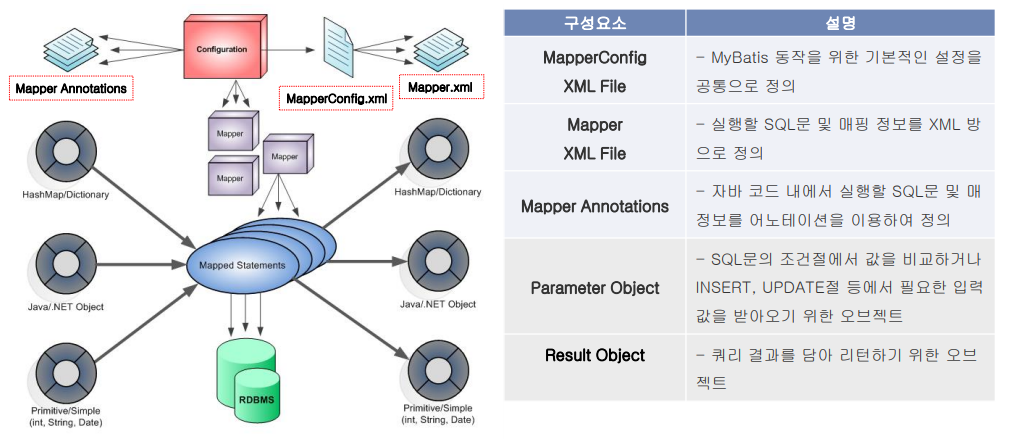 Configuration
Mapper Annotations
MapperConfig.xml
Mapper.xml
Mapper
Mapper
Mapper
HashMap/Dictionary
HashMap/Dictionary
Mapped Statements
Java/.NET Object
Java/.NET Object
RDBMS
Primitive/Simple
(int, String, Date)
Primitive/Simple
(int, String, Date)
구성요소 설명
MapperConfig
XML File
- MyBatis 동작을 위한 기본적인 설정을
공통으로 정의
Mapper
XML File
- 실행할 SQL문 및 매핑 정보를 XML 방
으로 정의
Mapper Annotations
- 자바 코드 내에서 실행할 SQL문 및 매
정보를 어노테이션을 이용하여 정의
Parameter Object
- SQL문의 조건절에서 값을 비교하거나
INSERT, UPDATE절 등에서 필요한 입력
값을 받아오기 위한 오브젝트
Result Object
- 쿼리 결과를 담아 리턴하기 위한 오브
젝트